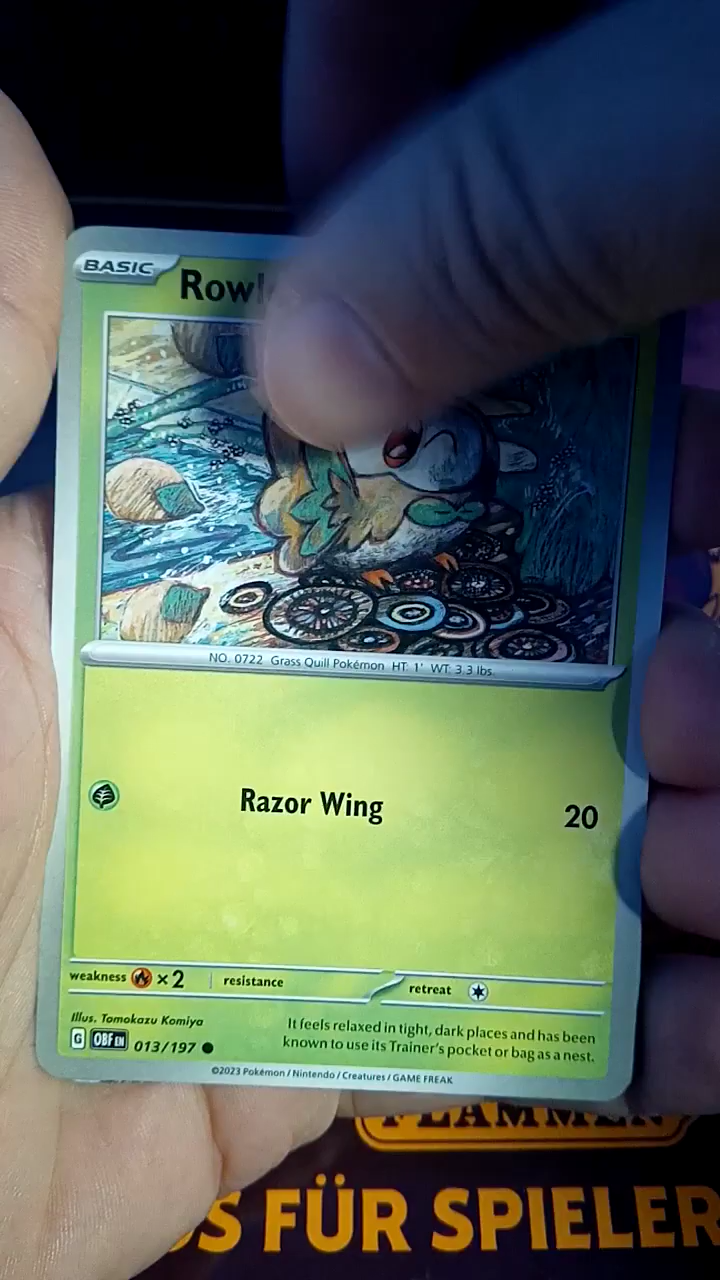 BASIC
Rowl
NO. 0722 Grass Quill Pokémon HT: 1' WT: 3.3 lbs.
Razor Wing 20
weakness ×2 resistance retreat
Illus. Tomokazu Komiya
It feels relaxed in tight, dark places and has been
known to use its Trainer's pocket or bag as a nest.
G OBF EN 013/197
©2023 Pokémon / Nintendo / Creatures / GAME FREAK
FLAMMEN
S FÜR SPIELER